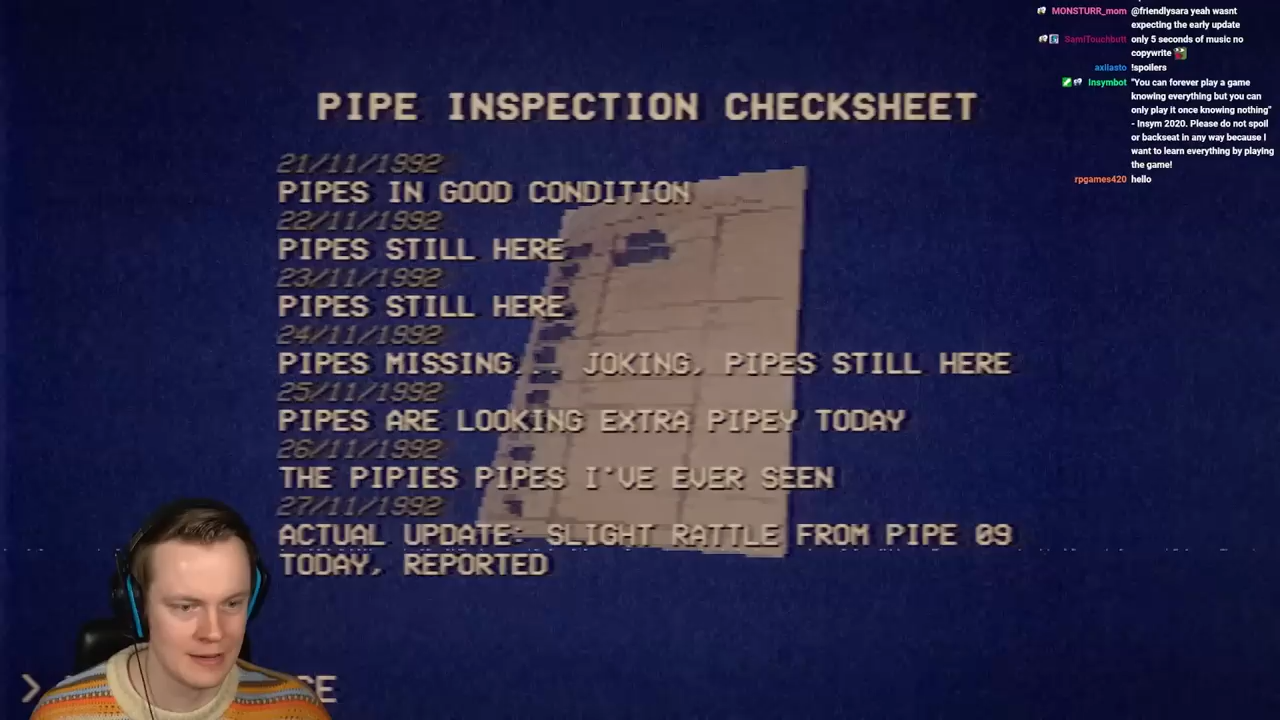 PIPE INSPECTION CHECKSHEET
21/11/1992
PIPES IN GOOD CONDITION
22/11/1992
PIPES STILL HERE
23/11/1992
PIPES STILL HERE
24/11/1992
PIPES MISSING... JOKING, PIPES STILL HERE
25/11/1992
PIPES ARE LOOKING EXTRA PIPEY TODAY
26/11/1992
THE PIPIES PIPES I'VE EVER SEEN
27/11/1992
ACTUAL UPDATE: SLIGHT RATTLE FROM PIPE 09
TODAY, REPORTED
MONSTURR_mom @friendlysara yeah wasnt
expecting the early update
SamITouchbutt only 5 seconds of music no
copywrite
axilasto !spoilers
Insymbot "You can forever play a game
knowing everything but you can
only play it once knowing nothing"
- Insym 2020. Please do not spoil
or backseat in any way because I
want to learn everything by playing
the game!
rpgames420 hello